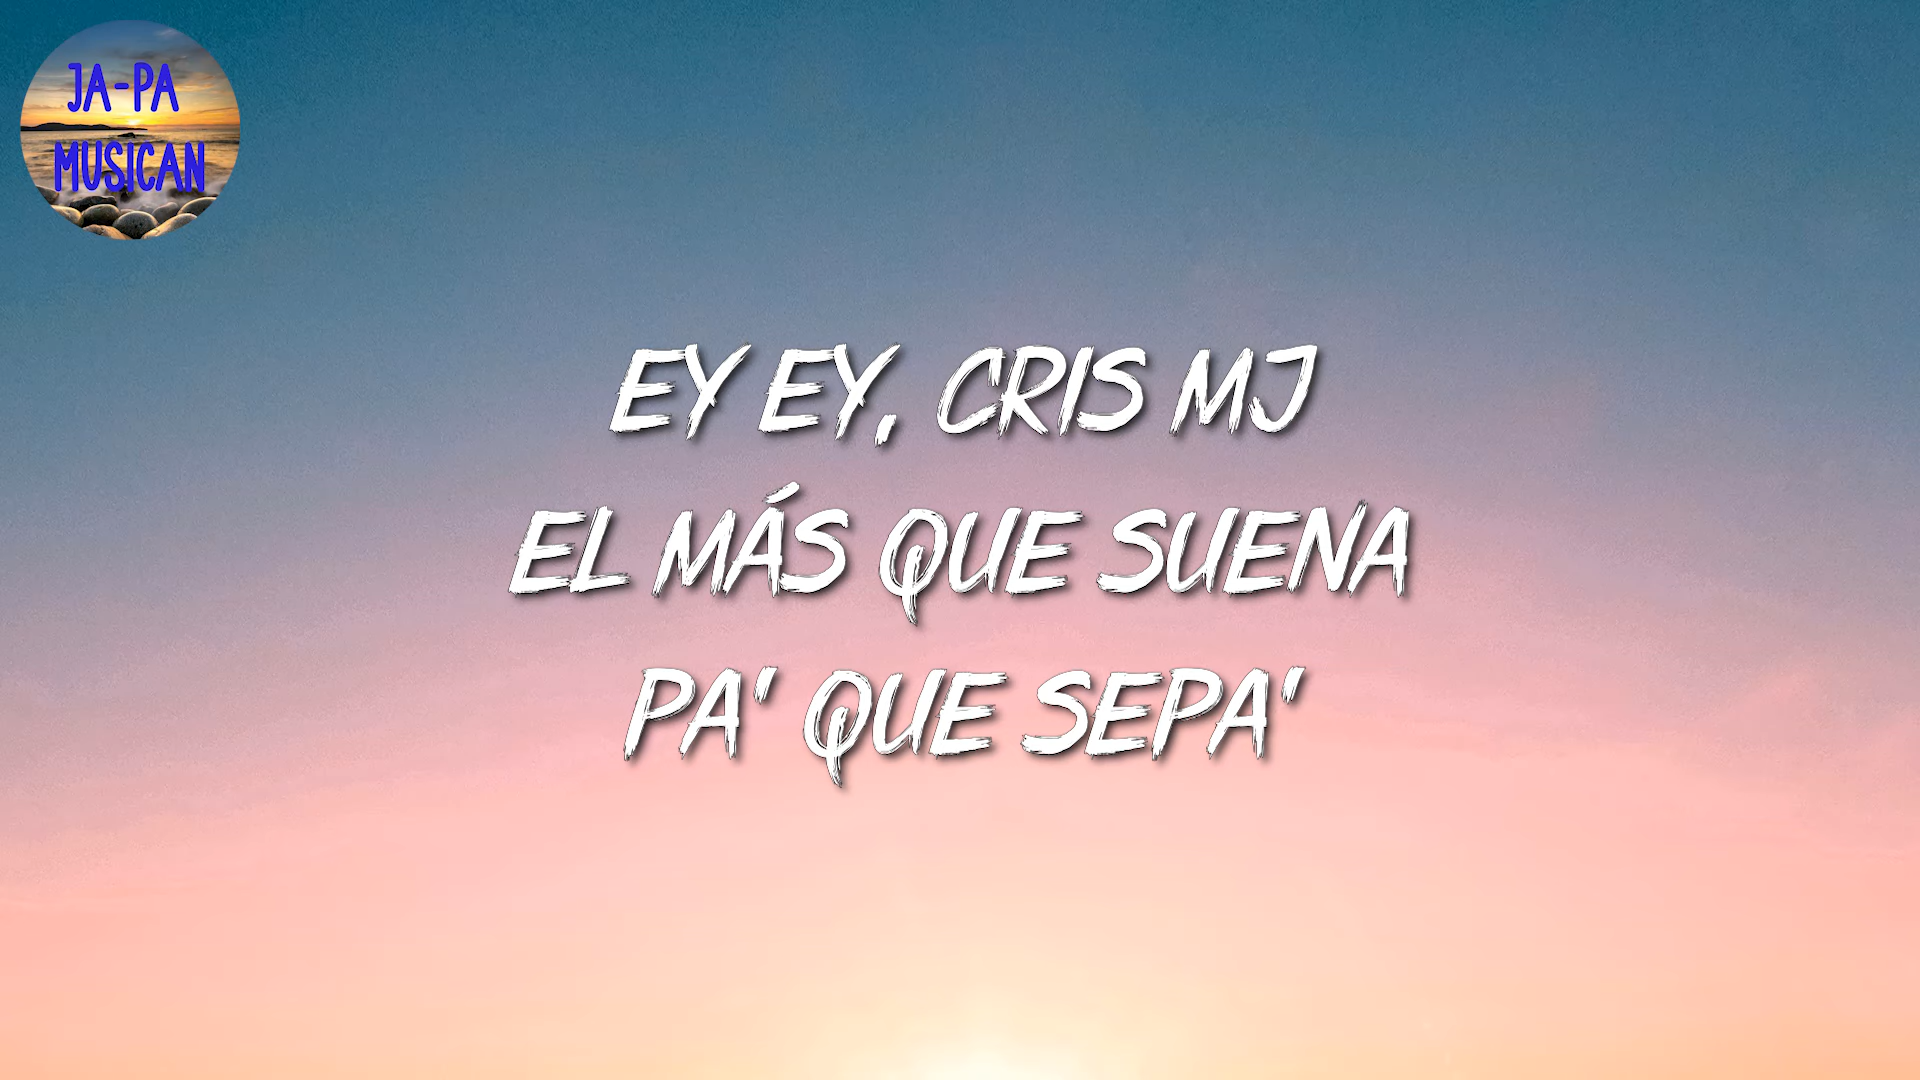 JA-PA
MUSICAN
EY EY, CRIS MJ
EL MÁS QUE SUENA
PA' QUE SEPA'